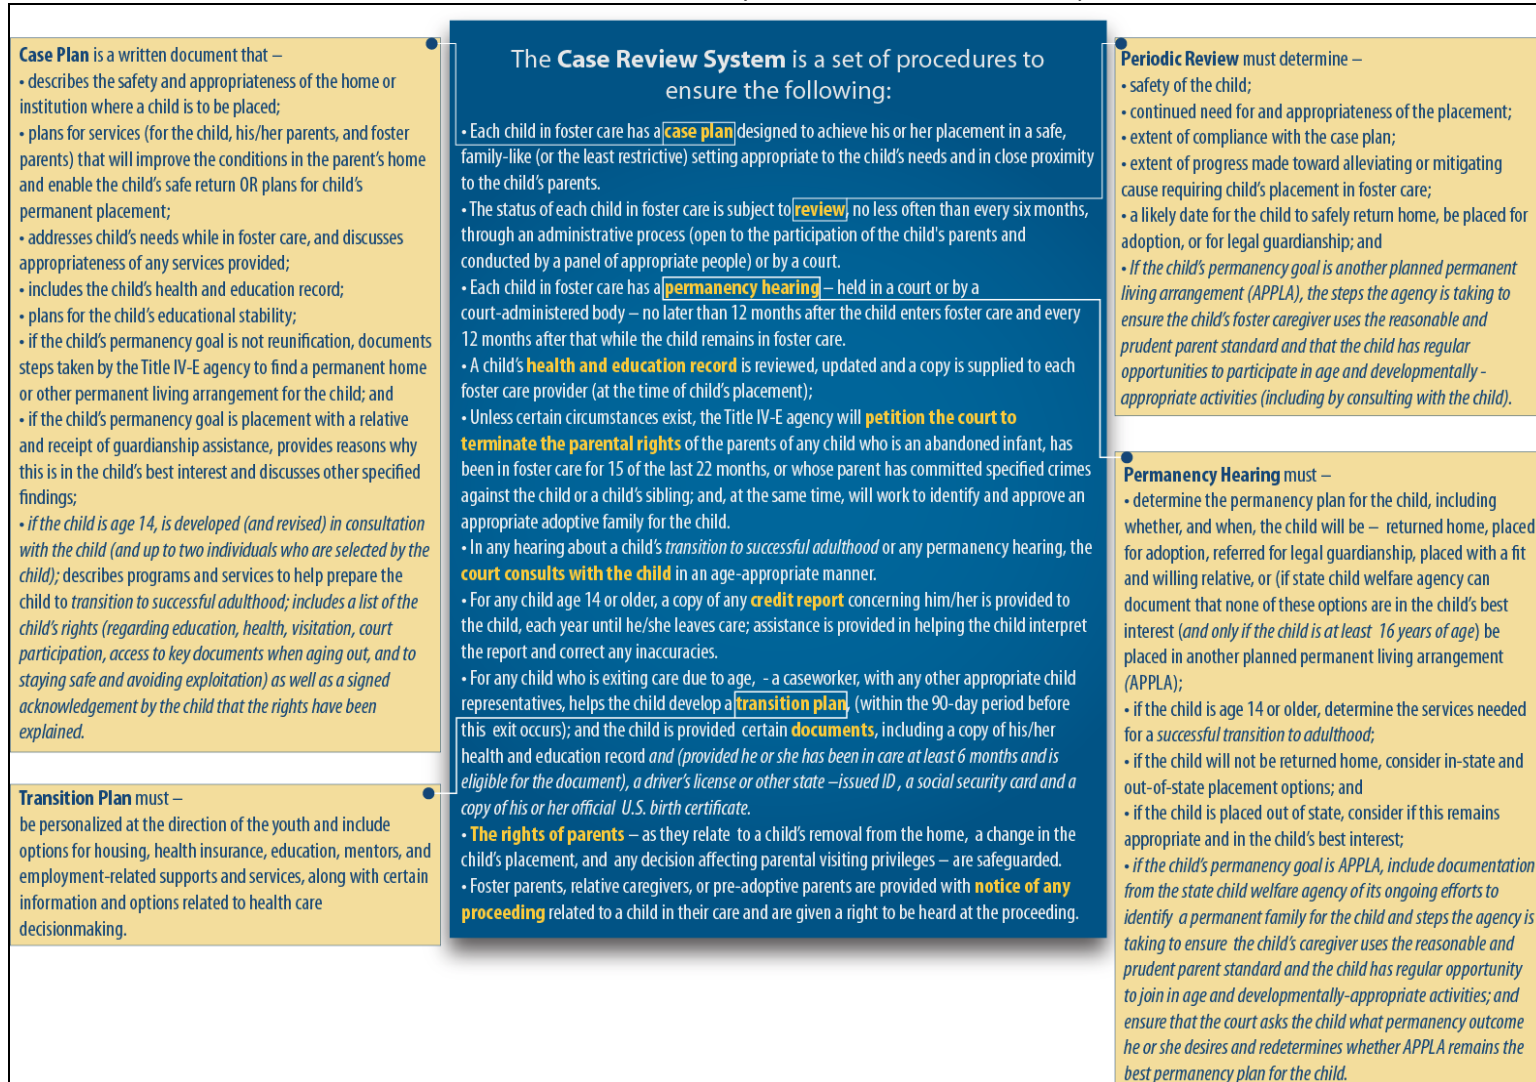 Case Plan is a written document that –
• describes the safety and appropriateness of the home or
institution where a child is to be placed;
• plans for services (for the child, his/her parents, and foster
parents) that will improve the conditions in the parent's home
and enable the child's safe return OR plans for child's
permanent placement;
• addresses child's needs while in foster care, and discusses
appropriateness of any services provided;
• includes the child's health and education record;
• plans for the child's educational stability;
• if the child's permanency goal is not reunification, documents
steps taken by the Title IV-E agency to find a permanent home
or other permanent living arrangement for the child; and
• if the child's permanency goal is placement with a relative
and receipt of guardianship assistance, provides reasons why
this is in the child's best interest and discusses other specified
findings;
• if the child is age 14, is developed (and revised) in consultation
with the child (and up to two individuals who are selected by the
child); describes programs and services to help prepare the
child to transition to successful adulthood; includes a list of the
child's rights (regarding education, health, visitation, court
participation, access to key documents when aging out, and to
staying safe and avoiding exploitation) as well as a signed
acknowledgement by the child that the rights have been
explained.
Transition Plan must –
be personalized at the direction of the youth and include
options for housing, health insurance, education, mentors, and
employment-related supports and services, along with certain
information and options related to health care
decisionmaking.
The Case Review System is a set of procedures to
ensure the following:
• Each child in foster care has a case plan designed to achieve his or her placement in a safe,
family-like (or the least restrictive) setting appropriate to the child's needs and in close proximity
to the child's parents.
• The status of each child in foster care is subject to review, no less often than every six months,
through an administrative process (open to the participation of the child's parents and
conducted by a panel of appropriate people) or by a court.
• Each child in foster care has a permanency hearing – held in a court or by a
court-administered body – no later than 12 months after the child enters foster care and every
12 months after that while the child remains in foster care.
• A child's health and education record is reviewed, updated and a copy is supplied to each
foster care provider (at the time of child's placement);
• Unless certain circumstances exist, the Title IV-E agency will petition the court to
terminate the parental rights of the parents of any child who is an abandoned infant, has
been in foster care for 15 of the last 22 months, or whose parent has committed specified crimes
against the child or a child's sibling; and, at the same time, will work to identify and approve an
appropriate adoptive family for the child.
• In any hearing about a child's transition to successful adulthood or any permanency hearing, the
court consults with the child in an age-appropriate manner.
• For any child age 14 or older, a copy of any credit report concerning him/her is provided to
the child, each year until he/she leaves care; assistance is provided in helping the child interpret
the report and correct any inaccuracies.
• For any child who is exiting care due to age, - a caseworker, with any other appropriate child
representatives, helps the child develop a transition plan, (within the 90-day period before
this exit occurs); and the child is provided certain documents, including a copy of his/her
health and education record and (provided he or she has been in care at least 6 months and is
eligible for the document), a driver's license or other state –issued ID , a social security card and a
copy of his or her official U.S. birth certificate.
• The rights of parents – as they relate to a child's removal from the home, a change in the
child's placement, and any decision affecting parental visiting privileges – are safeguarded.
• Foster parents, relative caregivers, or pre-adoptive parents are provided with notice of any
proceeding related to a child in their care and are given a right to be heard at the proceeding.
Periodic Review must determine –
• safety of the child;
• continued need for and appropriateness of the placement;
• extent of compliance with the case plan;
• extent of progress made toward alleviating or mitigating
cause requiring child's placement in foster care;
• a likely date for the child to safely return home, be placed for
adoption, or for legal guardianship; and
• If the child's permanency goal is another planned permanent
living arrangement (APPLA), the steps the agency is taking to
ensure the child's foster caregiver uses the reasonable and
prudent parent standard and that the child has regular
opportunities to participate in age and developmentally -
appropriate activities (including by consulting with the child).
Permanency Hearing must –
• determine the permanency plan for the child, including
whether, and when, the child will be – returned home, placed
for adoption, referred for legal guardianship, placed with a fit
and willing relative, or (if state child welfare agency can
document that none of these options are in the child's best
interest (and only if the child is at least 16 years of age) be
placed in another planned permanent living arrangement
(APPLA);
• if the child is age 14 or older, determine the services needed
for a successful transition to adulthood;
• if the child will not be returned home, consider in-state and
out-of-state placement options; and
• if the child is placed out of state, consider if this remains
appropriate and in the child's best interest;
• if the child's permanency goal is APPLA, include documentation
from the state child welfare agency of its ongoing efforts to
identify a permanent family for the child and steps the agency is
taking to ensure the child's caregiver uses the reasonable and
prudent parent standard and the child has regular opportunity
to join in age and developmentally-appropriate activities; and
ensure that the court asks the child what permanency outcome
he or she desires and redetermines whether APPLA remains the
best permanency plan for the child.